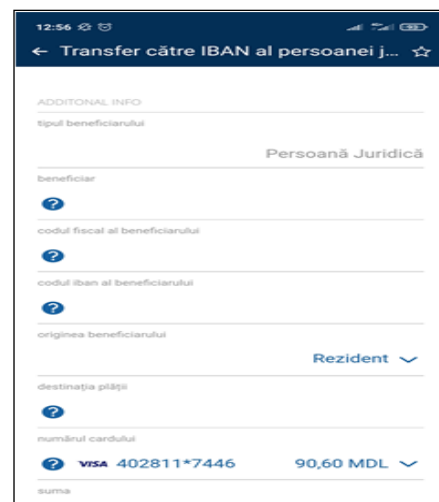 12:56
← Transfer către IBAN al persoanei j... ☆
ADDITONAL INFO
tipul beneficiarului
Persoană Juridică
beneficiar
?
codul fiscal al beneficiarului
?
codul iban al beneficiarului
?
originea beneficiarului
Rezident
destinația plății
?
numărul cardului
? VISA 402811*7446 90,60 MDL
suma